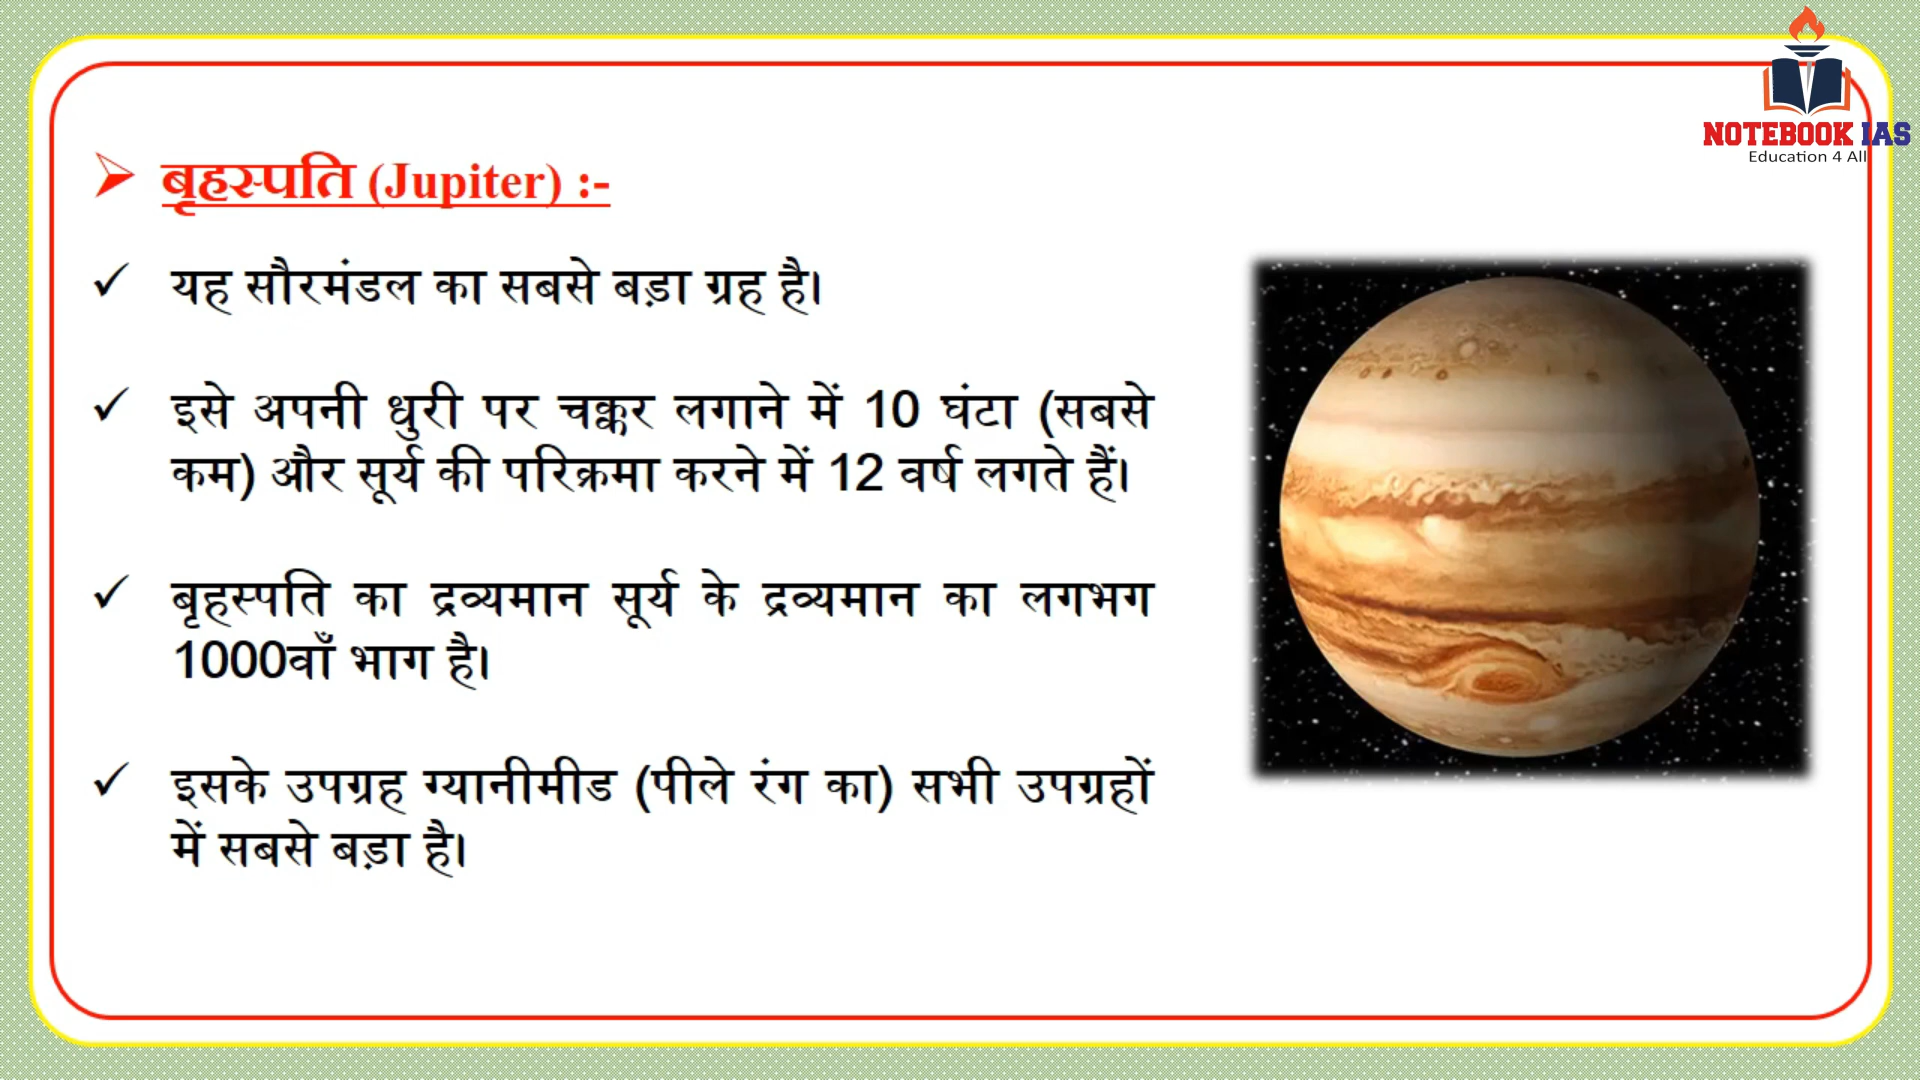 NOTEBOOK IAS
Education 4 All
बृहस्पति (Jupiter) :-
यह सौरमंडल का सबसे बड़ा ग्रह है।
इसे अपनी धुरी पर चक्कर लगाने में 10 घंटा (सबसे
कम) और सूर्य की परिक्रमा करने में 12 वर्ष लगते हैं।
बृहस्पति का द्रव्यमान सूर्य के द्रव्यमान का लगभग
1000वाँ भाग है।
इसके उपग्रह ग्यानीमीड (पीले रंग का) सभी उपग्रहों
में सबसे बड़ा है।